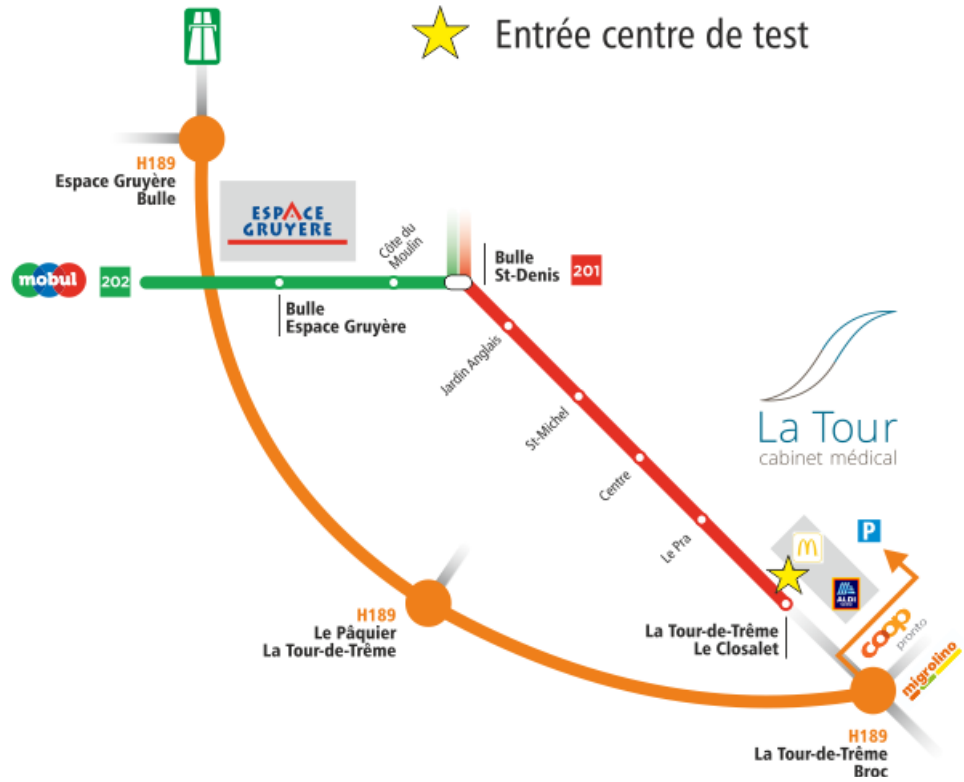 Entrée centre de test
H189
Espace Gruyère
Bulle
ESPACE
GRUYERE
Côte du
Moulin
Bulle
St-Denis
201
mobul
202
Bulle
Espace Gruyère
Jardin Anglais
St-Michel
La Tour
cabinet médical
Centre
Le Pra
P
M
ALDI
H189
Le Pâquier
La Tour-de-Trême
La Tour-de-Trême
Le Closalet
coop
pronto
migrolino
H189
La Tour-de-Trême
Broc